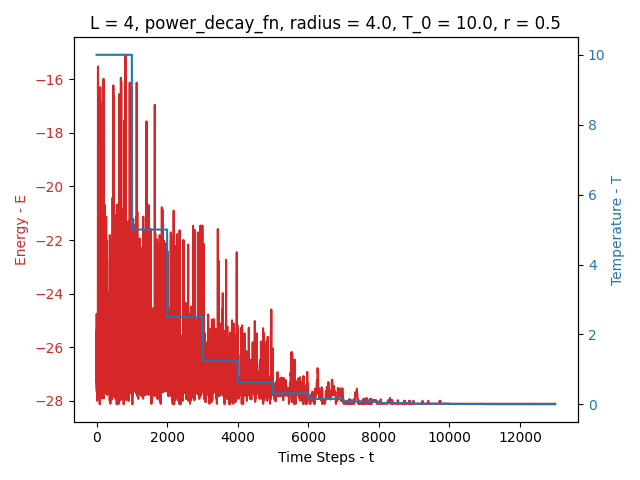 L = 4, power_decay_fn, radius = 4.0, T_0 = 10.0, r = 0.5
−16
−18
−20
−22
−24
−26
−28
Energy - E
10
8
6
4
2
0
Temperature - T
0 2000 4000 6000 8000 10000 12000
Time Steps - t